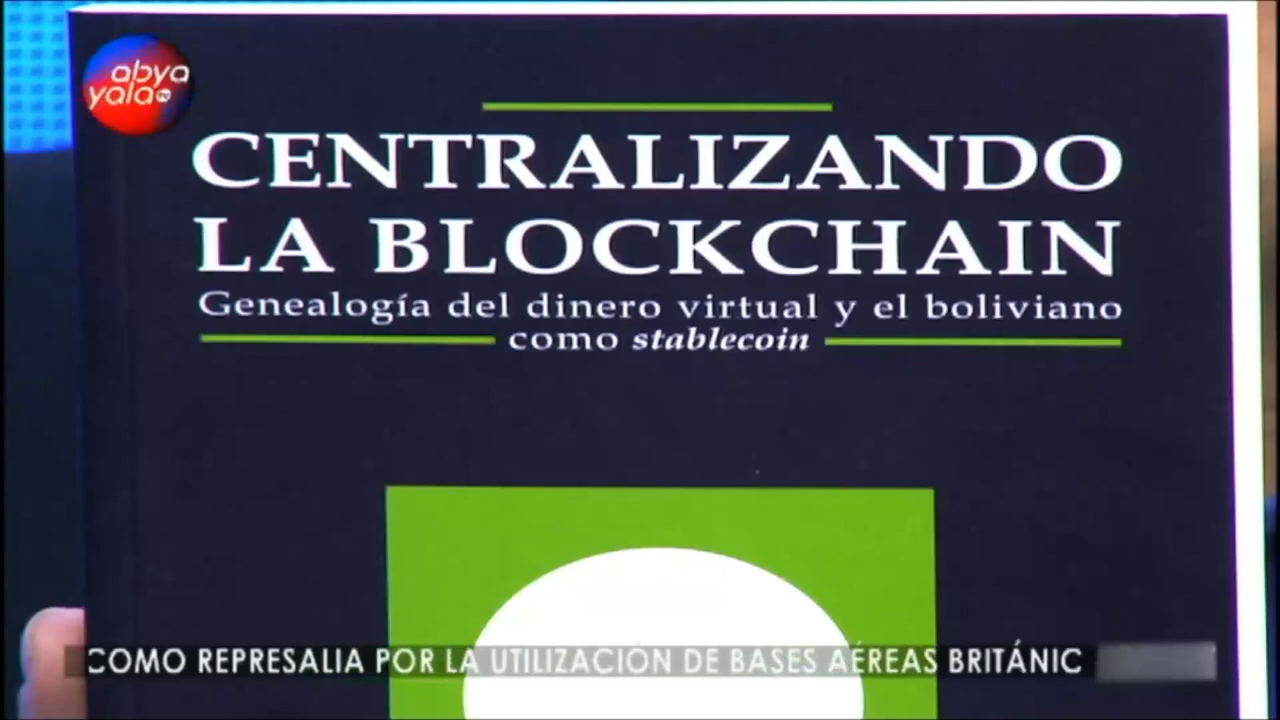 abya
yala tv
CENTRALIZANDO
LA BLOCKCHAIN
Genealogía del dinero virtual y el boliviano
como stablecoin
COMO REPRESALIA POR LA UTILIZACIÓN DE BASES AÉREAS BRITÁNIC